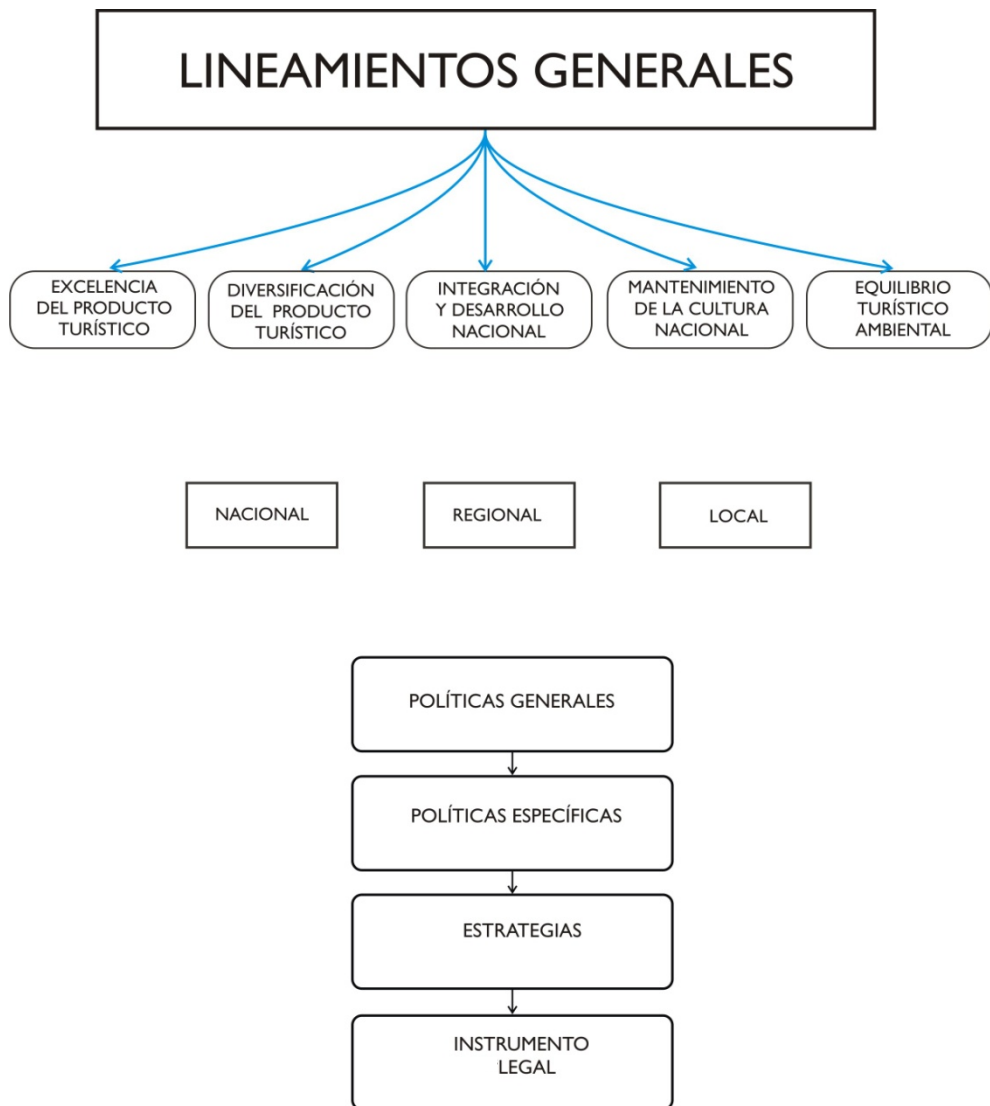 LINEAMIENTOS GENERALES
EXCELENCIA
DEL PRODUCTO
TURÍSTICO
DIVERSIFICACIÓN
DEL PRODUCTO
TURÍSTICO
INTEGRACIÓN
Y DESARROLLO
NACIONAL
MANTENIMIENTO
DE LA CULTURA
NACIONAL
EQUILIBRIO
TURÍSTICO
AMBIENTAL
NACIONAL
REGIONAL
LOCAL
POLÍTICAS GENERALES
POLÍTICAS ESPECÍFICAS
ESTRATEGIAS
INSTRUMENTO
LEGAL